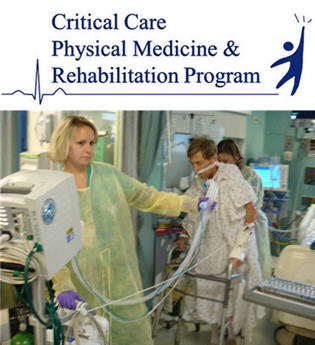 Critical Care
Physical Medicine &
Rehabilitation Program